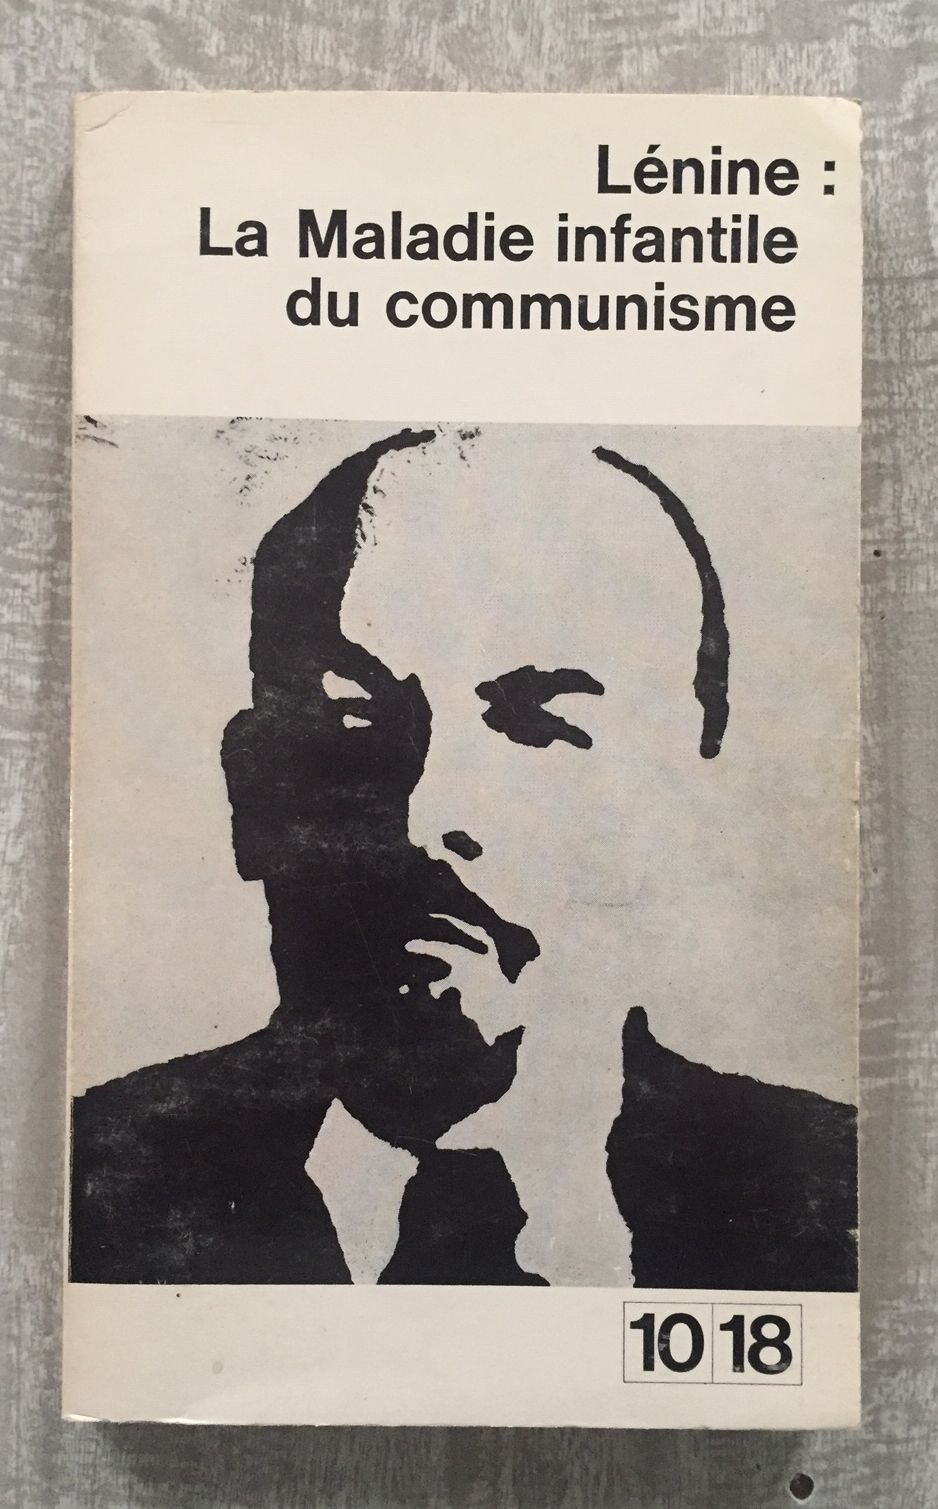 Lénine :
La Maladie infantile
du communisme
10 18